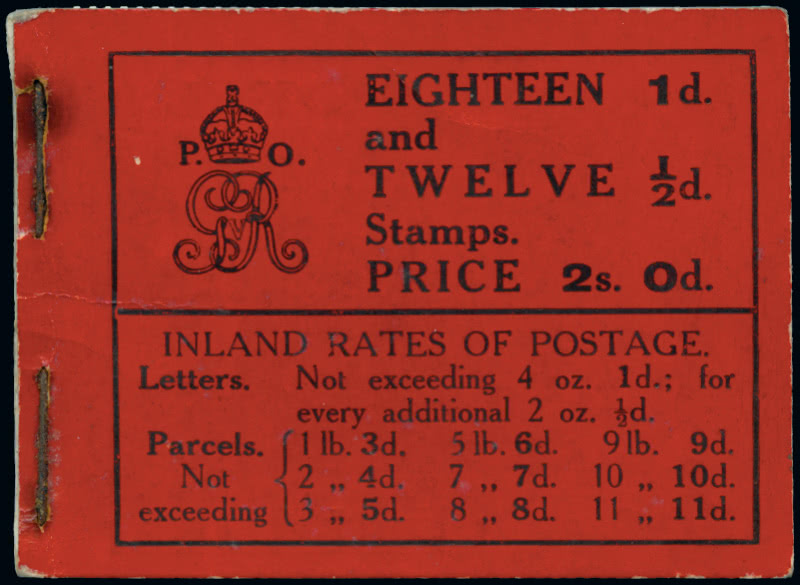 P. O.
GvR
EIGHTEEN 1d.
and
TWELVE ½d.
Stamps.
PRICE 2s. 0d.
INLAND RATES OF POSTAGE.
Letters. Not exceeding 4 oz. 1d.; for
every additional 2 oz. ½d.
Parcels. 1 lb. 3d. 5 lb. 6d. 9 lb. 9d.
Not 2 „ 4d. 7 „ 7d. 10 „ 10d.
exceeding 3 „ 5d. 8 „ 8d. 11 „ 11d.